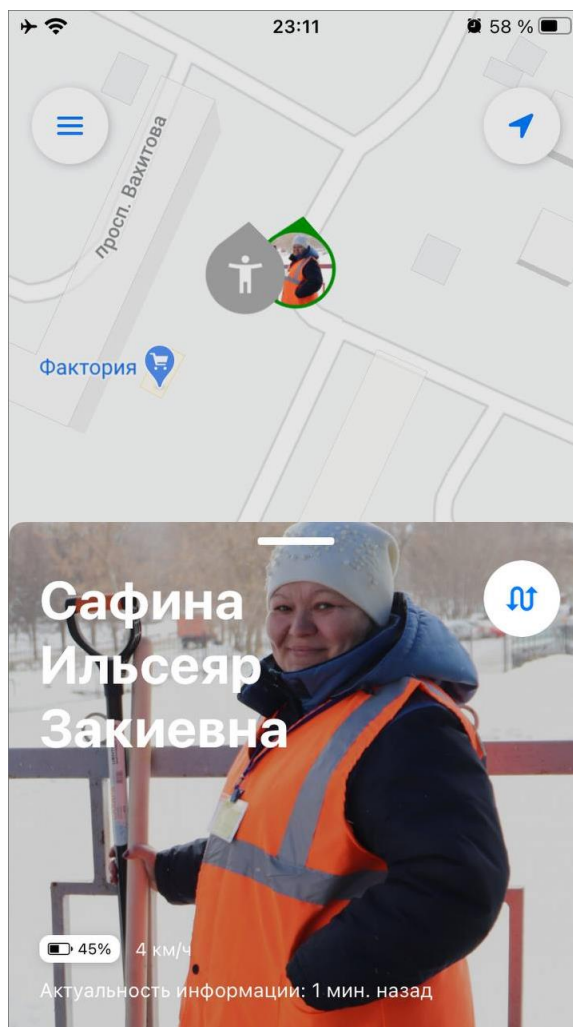 23:11
58 %
просп. Вахитова
Фактория
Сафина
Ильсеяр
Закиевна
45%
4 км/ч
Актуальность информации: 1 мин. назад